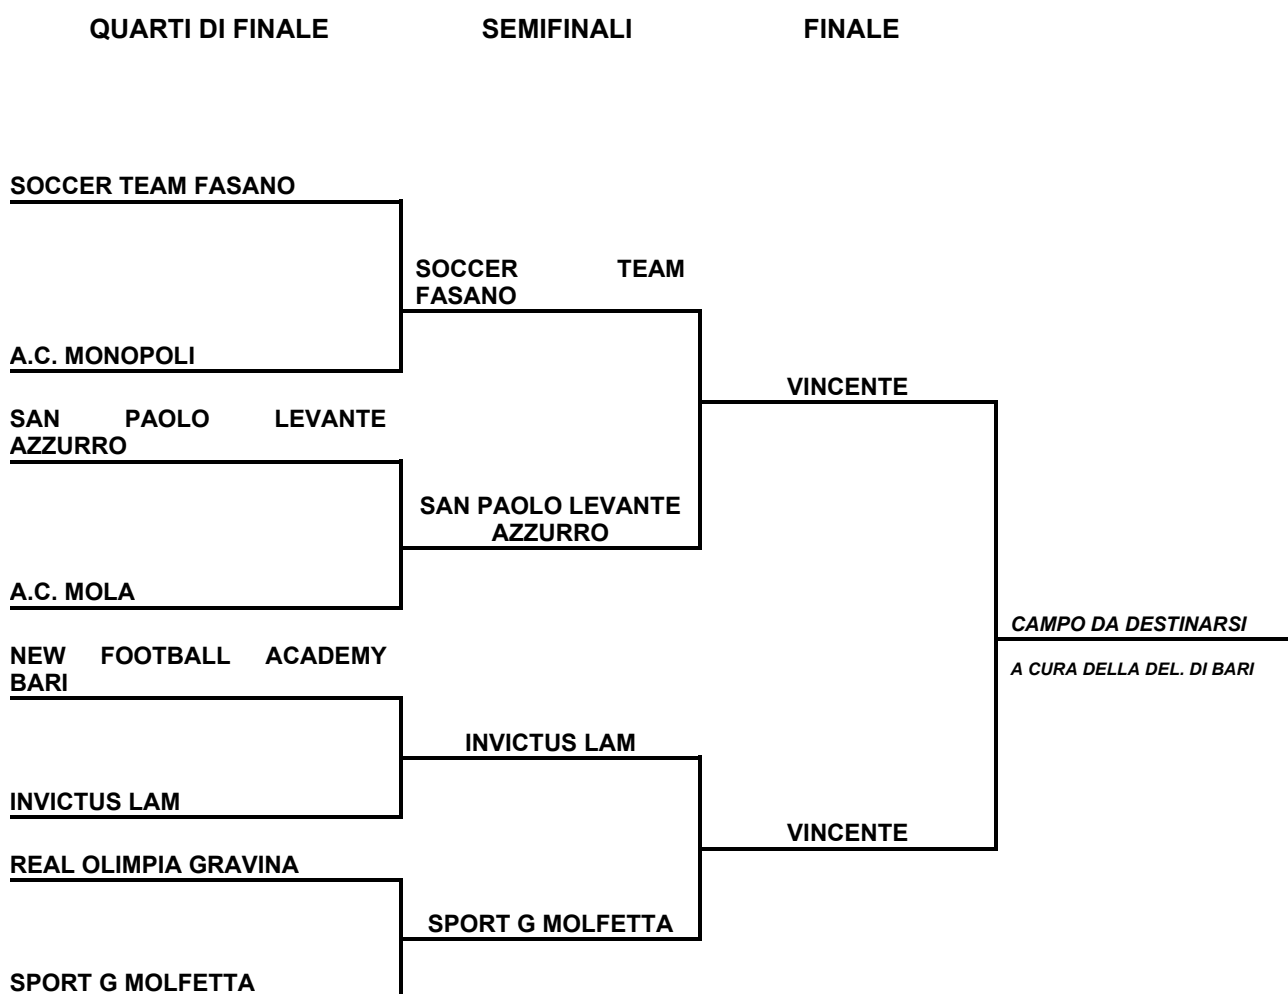 QUARTI DI FINALE SEMIFINALI FINALE
SOCCER TEAM FASANO
SOCCER TEAM
FASANO
A.C. MONOPOLI
VINCENTE
SAN PAOLO LEVANTE
AZZURRO
SAN PAOLO LEVANTE
AZZURRO
A.C. MOLA
CAMPO DA DESTINARSI
NEW FOOTBALL ACADEMY
BARI
A CURA DELLA DEL. DI BARI
INVICTUS LAM
INVICTUS LAM
VINCENTE
REAL OLIMPIA GRAVINA
SPORT G MOLFETTA
SPORT G MOLFETTA